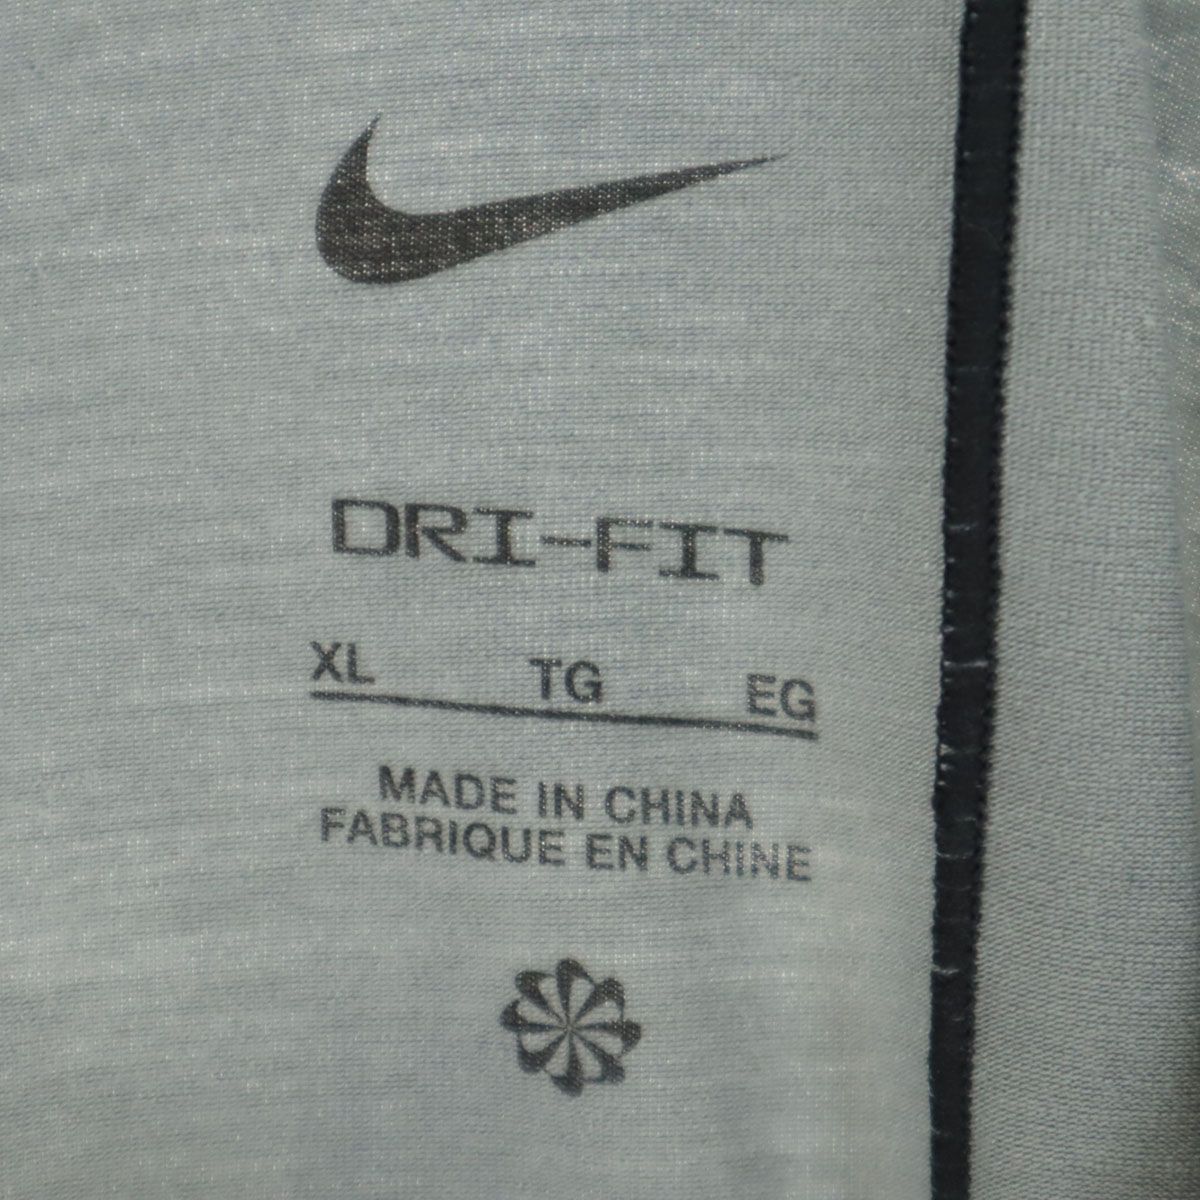 DRI-FIT
XL TG EG
MADE IN CHINA
FABRIQUE EN CHINE